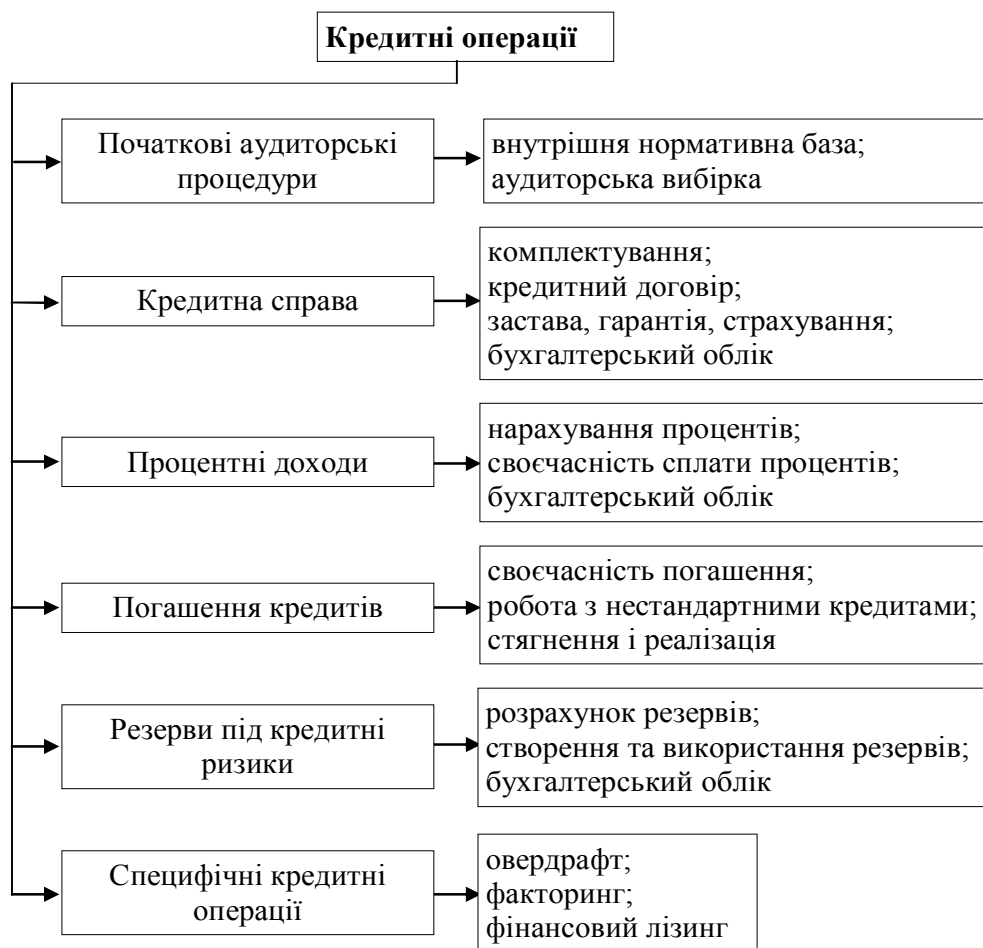 Кредитні операції
Початкові аудиторські
процедури
внутрішня нормативна база;
аудиторська вибірка
Кредитна справа
комплектування;
кредитний договір;
застава, гарантія, страхування;
бухгалтерський облік
Процентні доходи
нарахування процентів;
своєчасність сплати процентів;
бухгалтерський облік
Погашення кредитів
своєчасність погашення;
робота з нестандартними кредитами;
стягнення і реалізація
Резерви під кредитні
ризики
розрахунок резервів;
створення та використання резервів;
бухгалтерський облік
Специфічні кредитні
операції
овердрафт;
факторинг;
фінансовий лізинг